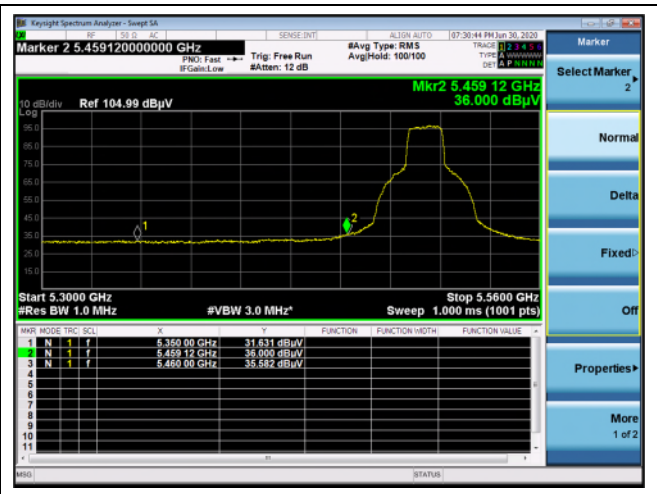 Keysight Spectrum Analyzer - Swept SA
RF 50 Ω AC SENSE:INT ALIGN AUTO 07:30:44 PM Jun 30, 2020
Marker 2 5.459120000000 GHz
PNO: Fast
IFGain:Low
Trig: Free Run
#Atten: 12 dB
#Avg Type: RMS
Avg|Hold: 100/100
TRACE 1 2 3 4 5 6
TYPE A WWWWW
DET A P N N N N
Mkr2 5.459 12 GHz
36.000 dBµV
10 dB/div Ref 104.99 dBµV
Log
95.0
85.0
75.0
65.0
55.0
45.0
35.0
25.0
15.0
1
2
Start 5.3000 GHz Stop 5.5600 GHz
#Res BW 1.0 MHz #VBW 3.0 MHz* Sweep 1.000 ms (1001 pts)
MKR MODE TRC SCL X Y FUNCTION FUNCTION WIDTH FUNCTION VALUE
1 N 1 f 5.350 00 GHz 31.631 dBµV
2 N 1 f 5.459 12 GHz 36.000 dBµV
3 N 1 f 5.460 00 GHz 35.582 dBµV
4
5
6
7
8
9
10
11
MSG STATUS
Marker
Select Marker
2
Normal
Delta
Fixed
Off
Properties
More
1 of 2